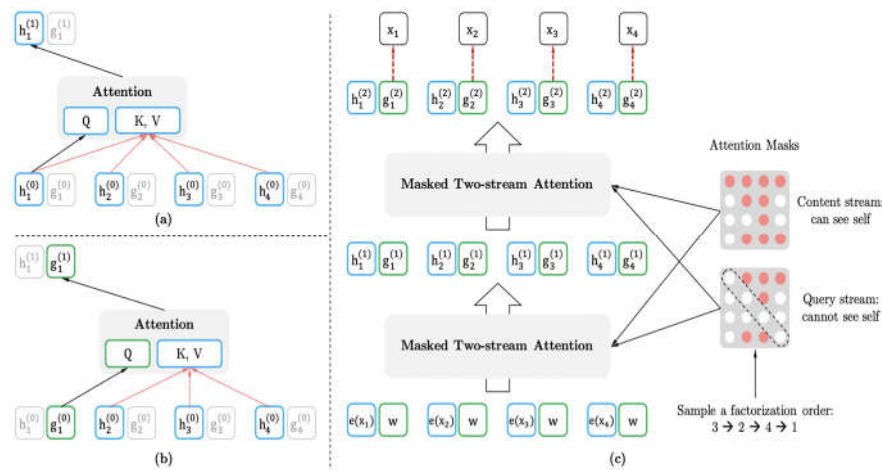 h₁⁽¹⁾ g₁⁽¹⁾
Attention
Q K, V
h₁⁽⁰⁾ g₁⁽⁰⁾ h₂⁽⁰⁾ g₂⁽⁰⁾ h₃⁽⁰⁾ g₃⁽⁰⁾ h₄⁽⁰⁾ g₄⁽⁰⁾
(a)
h₁⁽¹⁾ g₁⁽¹⁾
Attention
Q K, V
h₁⁽⁰⁾ g₁⁽⁰⁾ h₂⁽⁰⁾ g₂⁽⁰⁾ h₃⁽⁰⁾ g₃⁽⁰⁾ h₄⁽⁰⁾ g₄⁽⁰⁾
(b)
x₁ x₂ x₃ x₄
h₁⁽²⁾ g₁⁽²⁾ h₂⁽²⁾ g₂⁽²⁾ h₃⁽²⁾ g₃⁽²⁾ h₄⁽²⁾ g₄⁽²⁾
Masked Two-stream Attention
h₁⁽¹⁾ g₁⁽¹⁾ h₂⁽¹⁾ g₂⁽¹⁾ h₃⁽¹⁾ g₃⁽¹⁾ h₄⁽¹⁾ g₄⁽¹⁾
Masked Two-stream Attention
e(x₁) w e(x₂) w e(x₃) w e(x₄) w
(c)
Attention Masks
Content stream:
can see self
Query stream:
cannot see self
Sample a factorization order:
3 → 2 → 4 → 1